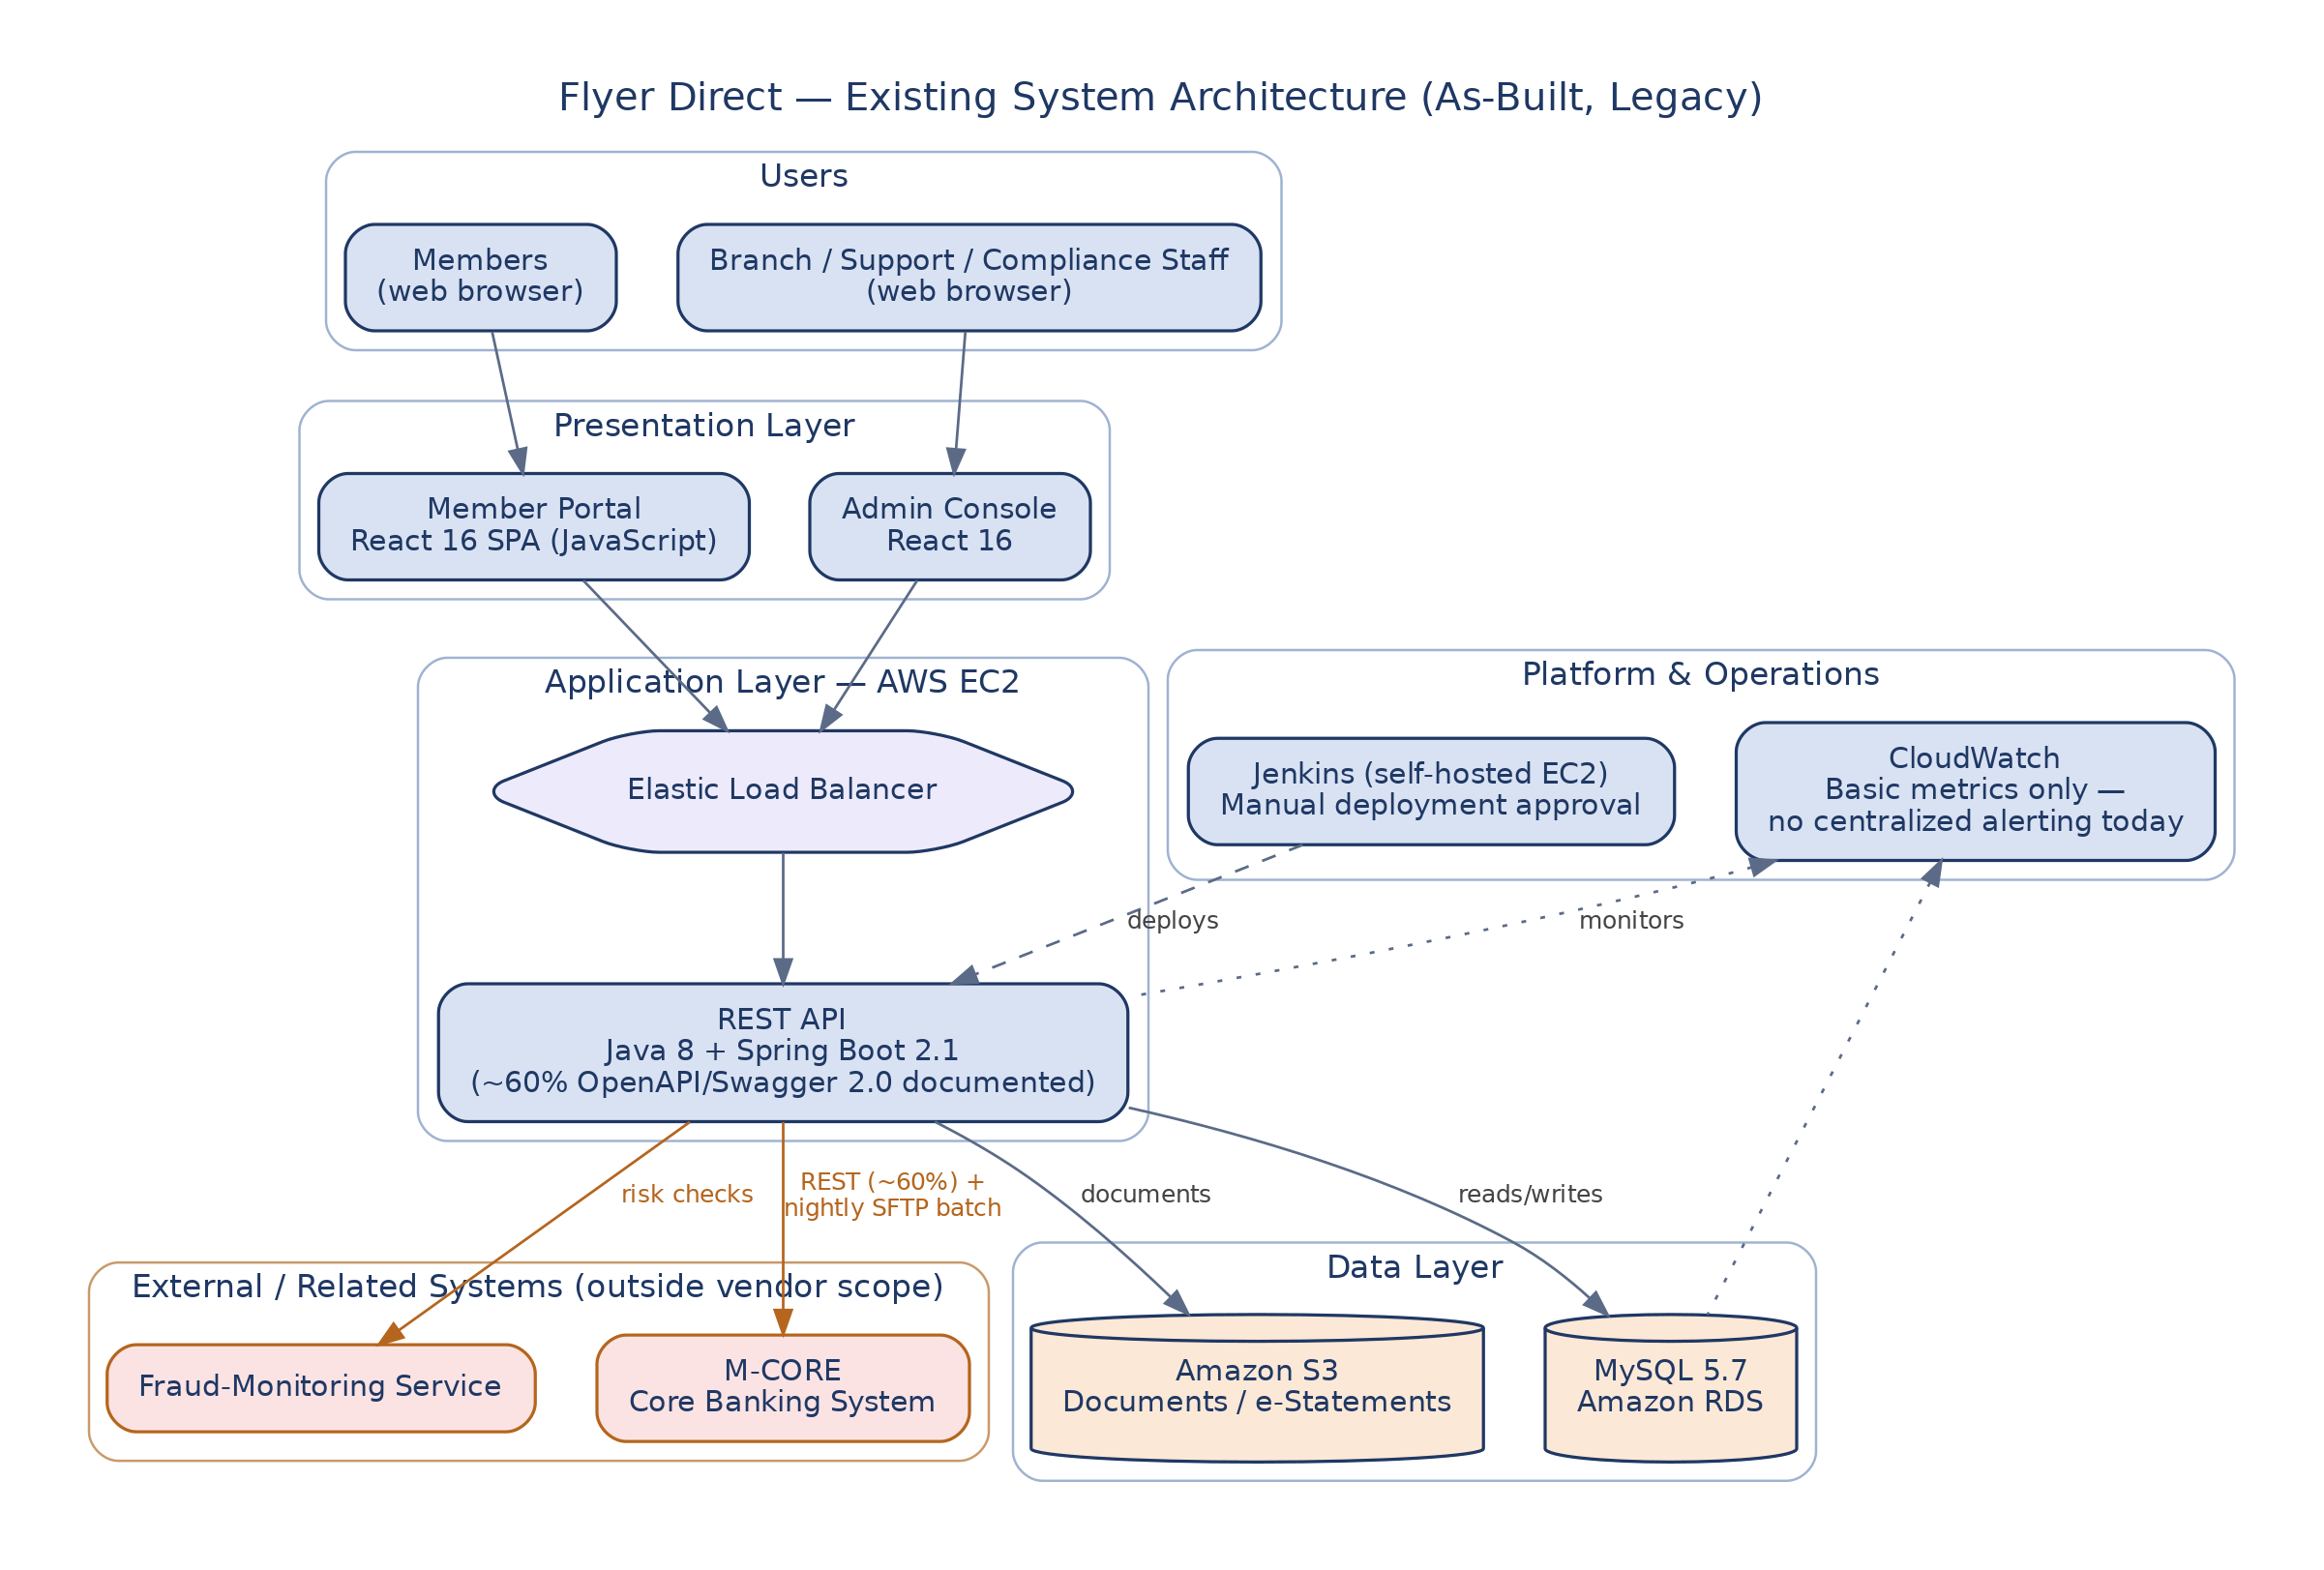 Flyer Direct — Existing System Architecture (As-Built, Legacy)
Users
Members
(web browser)
Branch / Support / Compliance Staff
(web browser)
Presentation Layer
Member Portal
React 16 SPA (JavaScript)
Admin Console
React 16
Application Layer — AWS EC2
Elastic Load Balancer
Platform & Operations
Jenkins (self-hosted EC2)
Manual deployment approval
CloudWatch
Basic metrics only —
no centralized alerting today
deploys
monitors
REST API
Java 8 + Spring Boot 2.1
(~60% OpenAPI/Swagger 2.0 documented)
risk checks
REST (~60%) +
nightly SFTP batch
documents
reads/writes
External / Related Systems (outside vendor scope)
Fraud-Monitoring Service
M-CORE
Core Banking System
Data Layer
Amazon S3
Documents / e-Statements
MySQL 5.7
Amazon RDS